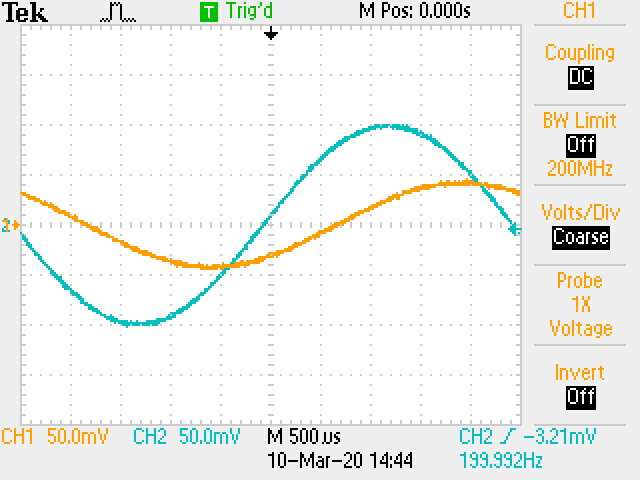 Tek T Trig'd M Pos: 0.000s CH1
Coupling
DC
BW Limit
Off
200MHz
Volts/Div
Coarse
Probe
1X
Voltage
Invert
Off
2
CH1 50.0mV CH2 50.0mV M 500µs CH2 -3.21mV
10-Mar-20 14:44 199.992Hz